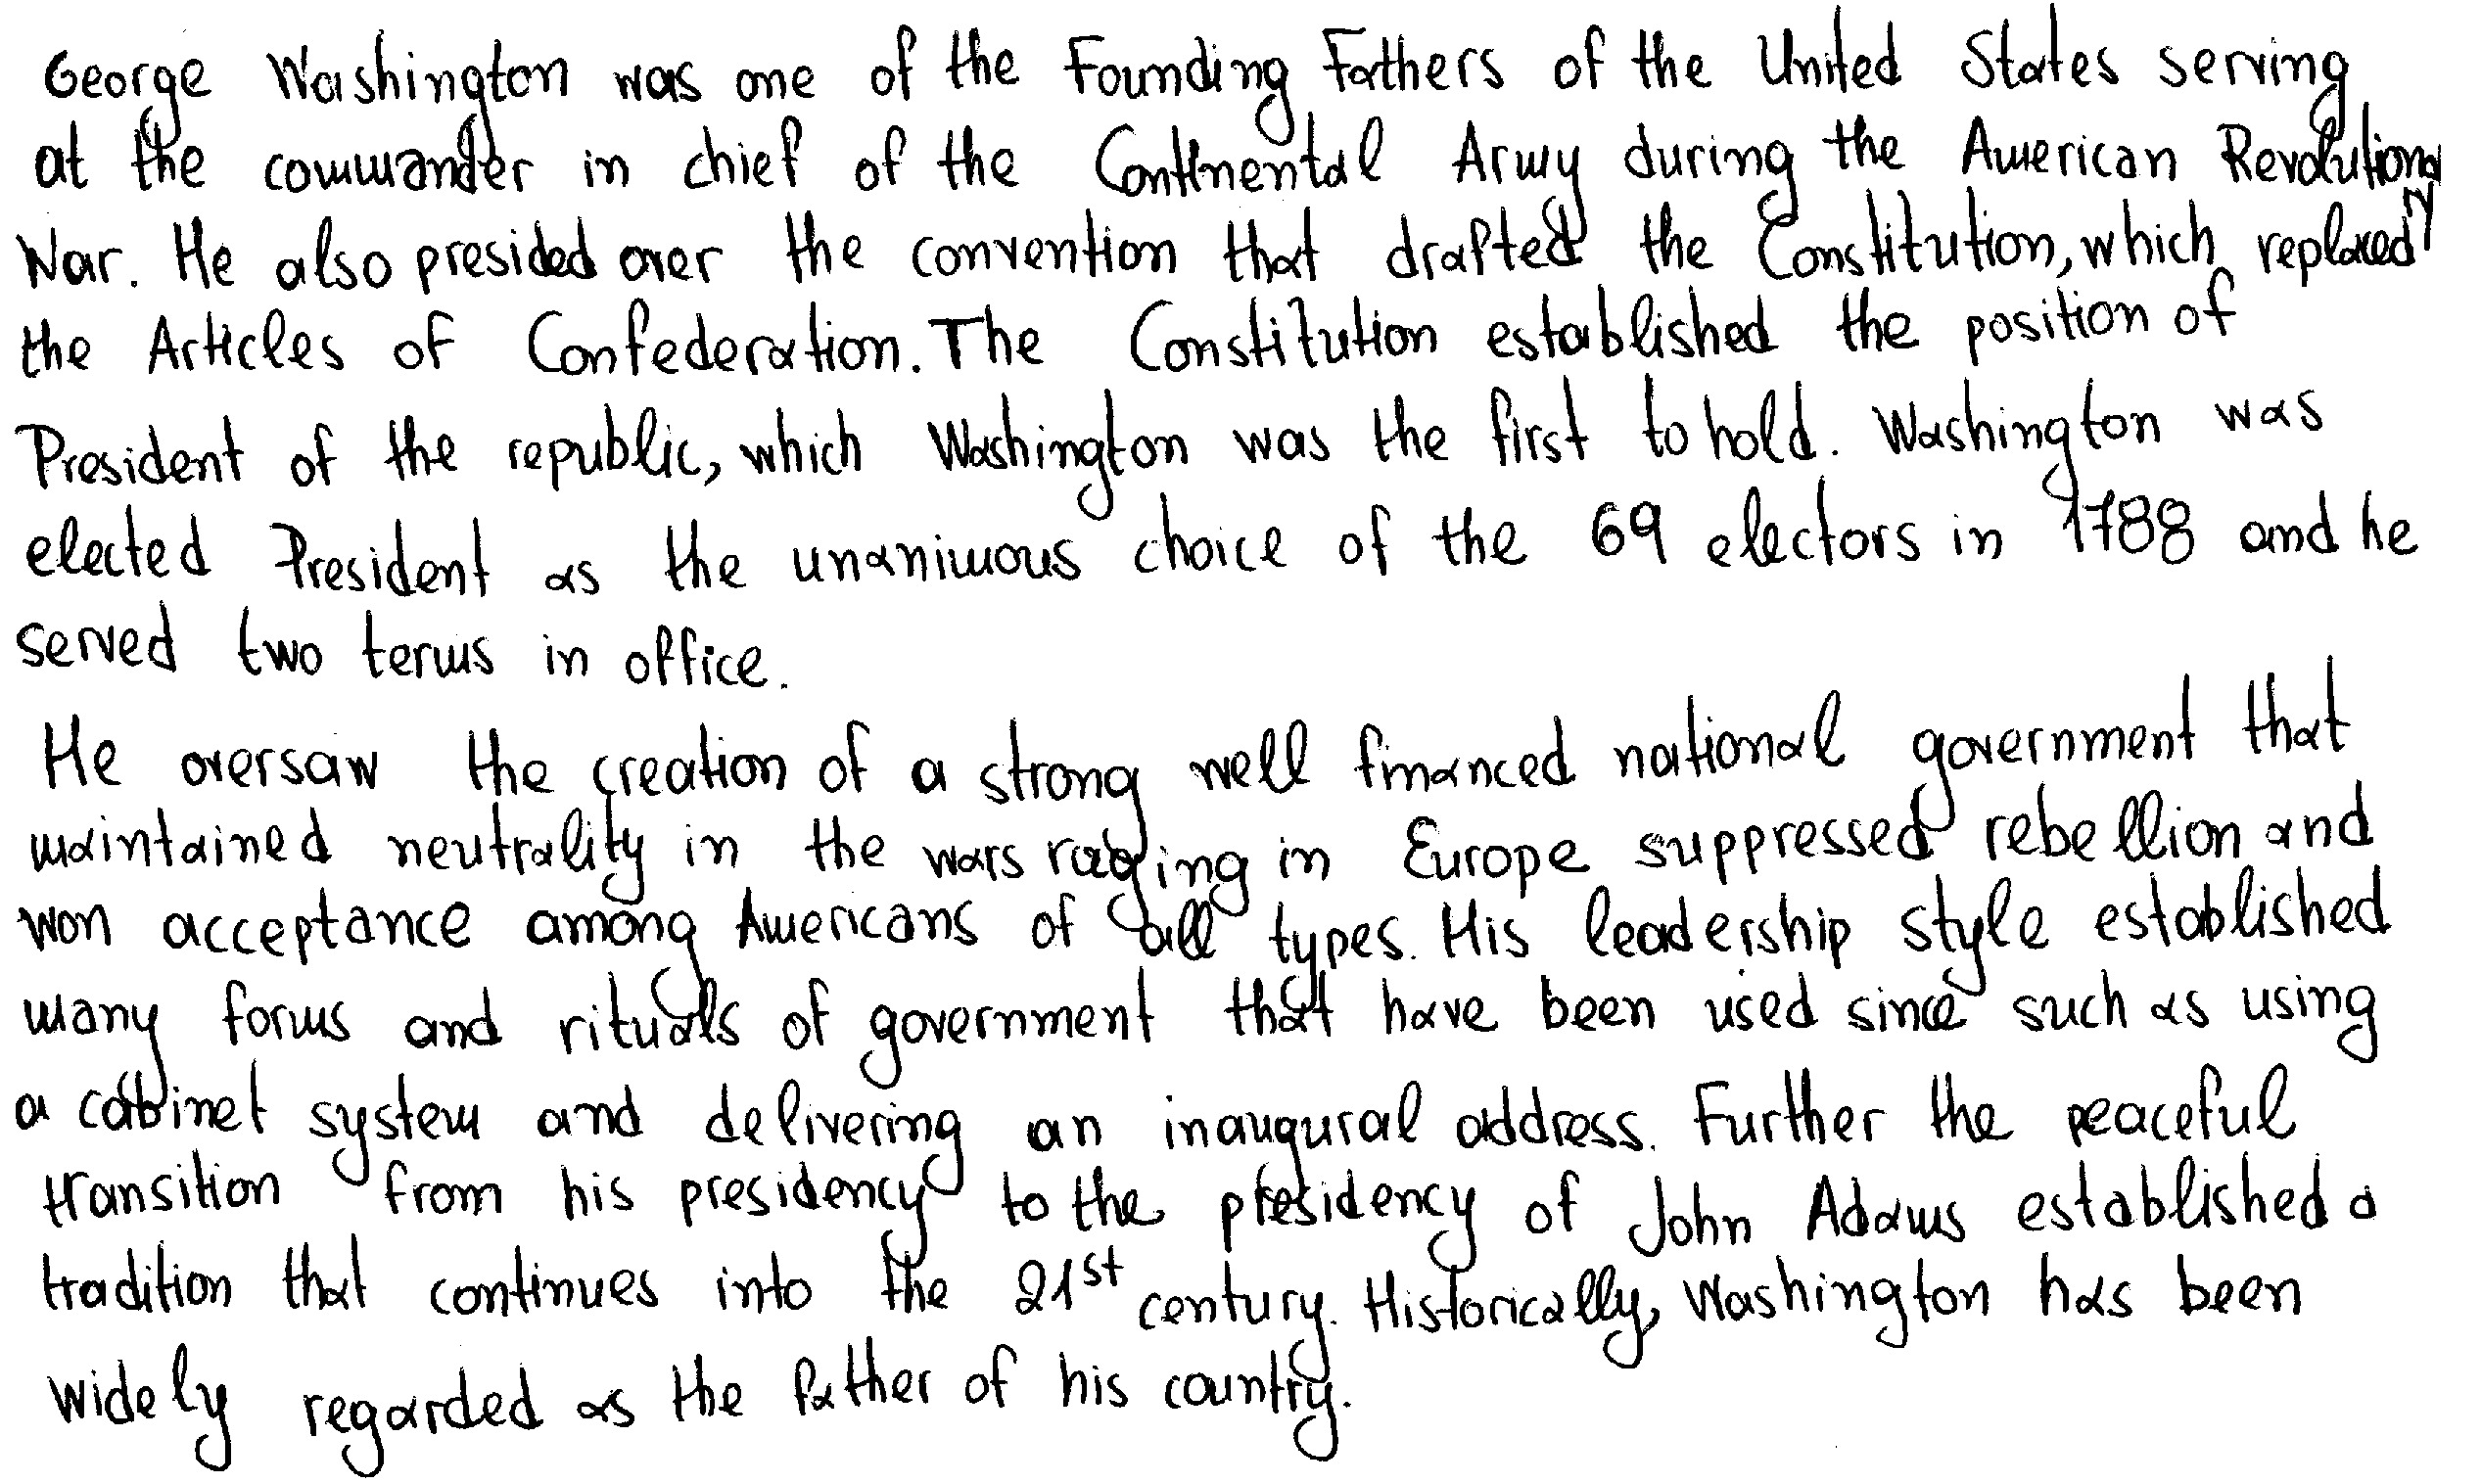 George Washington was one of the Founding Fathers of the United States serving
at the commander in chief of the Continental Army during the American Revolutionary
War. He also presided over the convention that drafted the Constitution, which replaced
the Articles of Confederation. The Constitution established the position of
President of the republic, which Washington was the first to hold. Washington was
elected President as the unanimous choice of the 69 electors in 1788 and he
served two terms in office.
He oversaw the creation of a strong well financed national government that
maintained neutrality in the wars raging in Europe suppressed rebellion and
won acceptance among Americans of all types. His leadership style established
many forms and rituals of government that have been used since such as using
a cabinet system and delivering an inaugural address. Further the peaceful
transition from his presidency to the presidency of John Adams established a
tradition that continues into the 21st century. Historically, Washington has been
widely regarded as the father of his country.